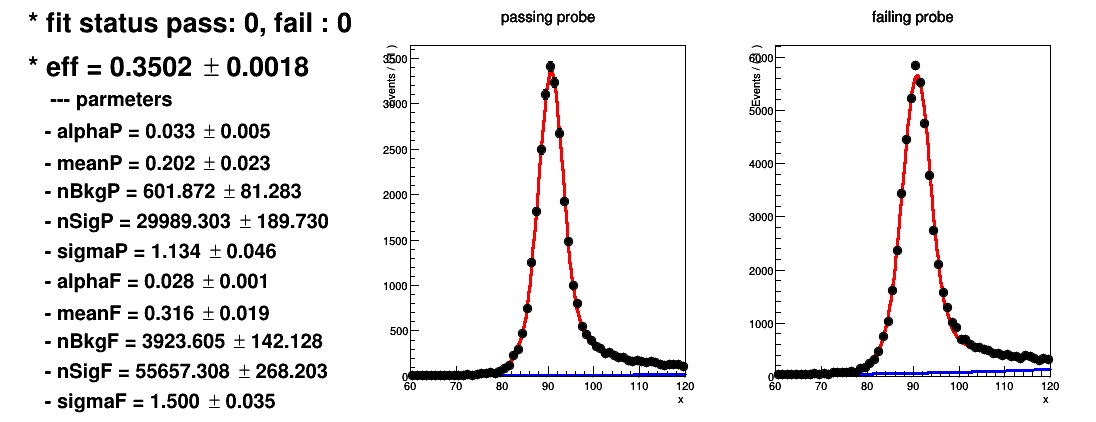 * fit status pass: 0, fail : 0
* eff = 0.3502 ± 0.0018
--- parmeters
- alphaP = 0.033 ± 0.005
- meanP = 0.202 ± 0.023
- nBkgP = 601.872 ± 81.283
- nSigP = 29989.303 ± 189.730
- sigmaP = 1.134 ± 0.046
- alphaF = 0.028 ± 0.001
- meanF = 0.316 ± 0.019
- nBkgF = 3923.605 ± 142.128
- nSigF = 55657.308 ± 268.203
- sigmaF = 1.500 ± 0.035
passing probe
3500
3000
2500
2000
1500
1000
500
0
60 70 80 90 100 110 120
x
failing probe
6000
5000
4000
3000
2000
1000
0
60 70 80 90 100 110 120
x